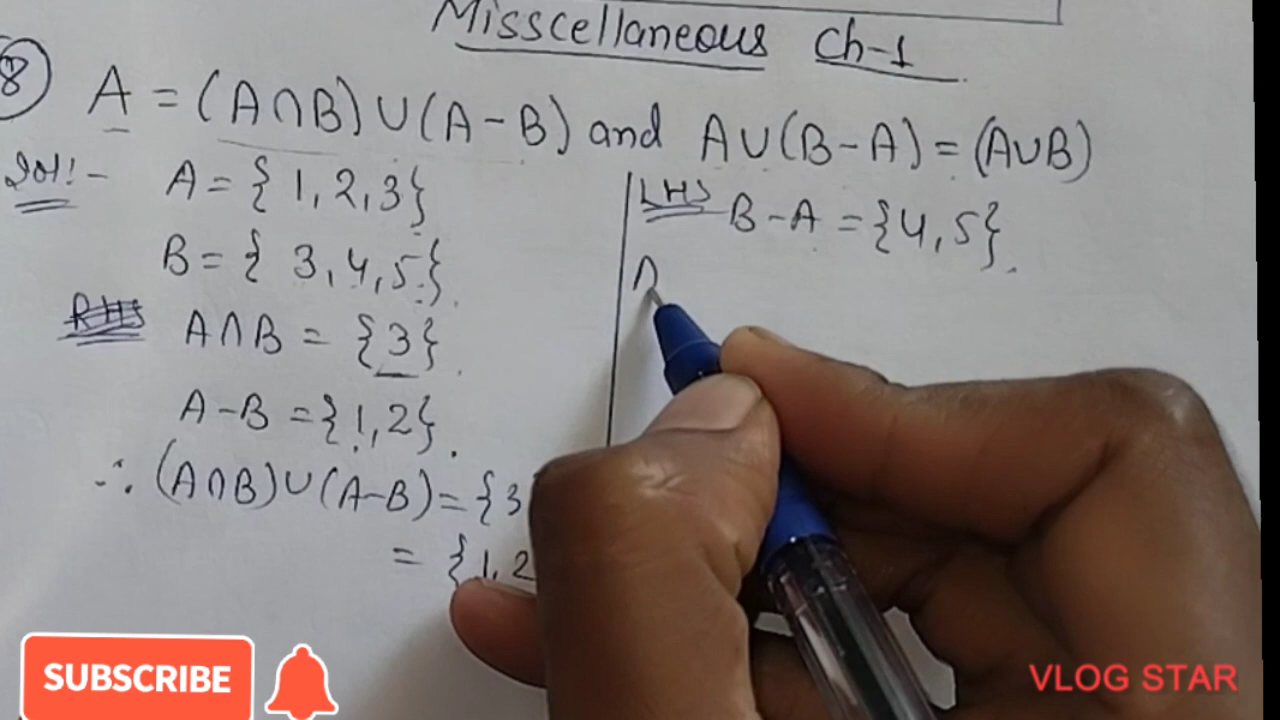 Misscellaneous Ch-1
8 A = (A∩B)∪(A-B) and A∪(B-A) = (A∪B)
Sol:-
A = { 1, 2, 3}
B = { 3, 4, 5}.
RHS A∩B = {3}.
A-B = {1, 2}.
∴ (A∩B)∪(A-B) = {3
= {1, 2
LHS B-A = {4, 5}.
SUBSCRIBE
VLOG STAR